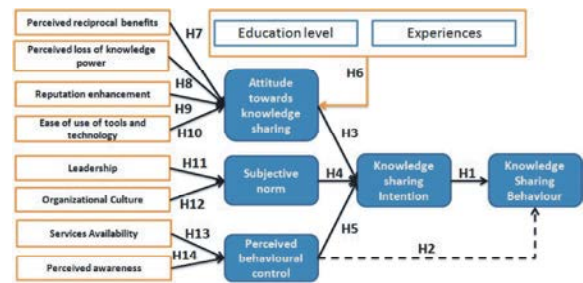 Perceived reciprocal benefits
H7
Education level
Experiences
Perceived loss of knowledge
power
H8
H6
Reputation enhancement
H9
Attitude
towards
knowledge
sharing
Ease of use of tools and
technology
H10
H3
Leadership
H11
Subjective
norm
H4
Knowledge
sharing
Intention
H1
Knowledge
Sharing
Behaviour
Organizational Culture
H12
H5
Services Availability
H13
H2
Perceived
behavioural
control
H14
Perceived awareness